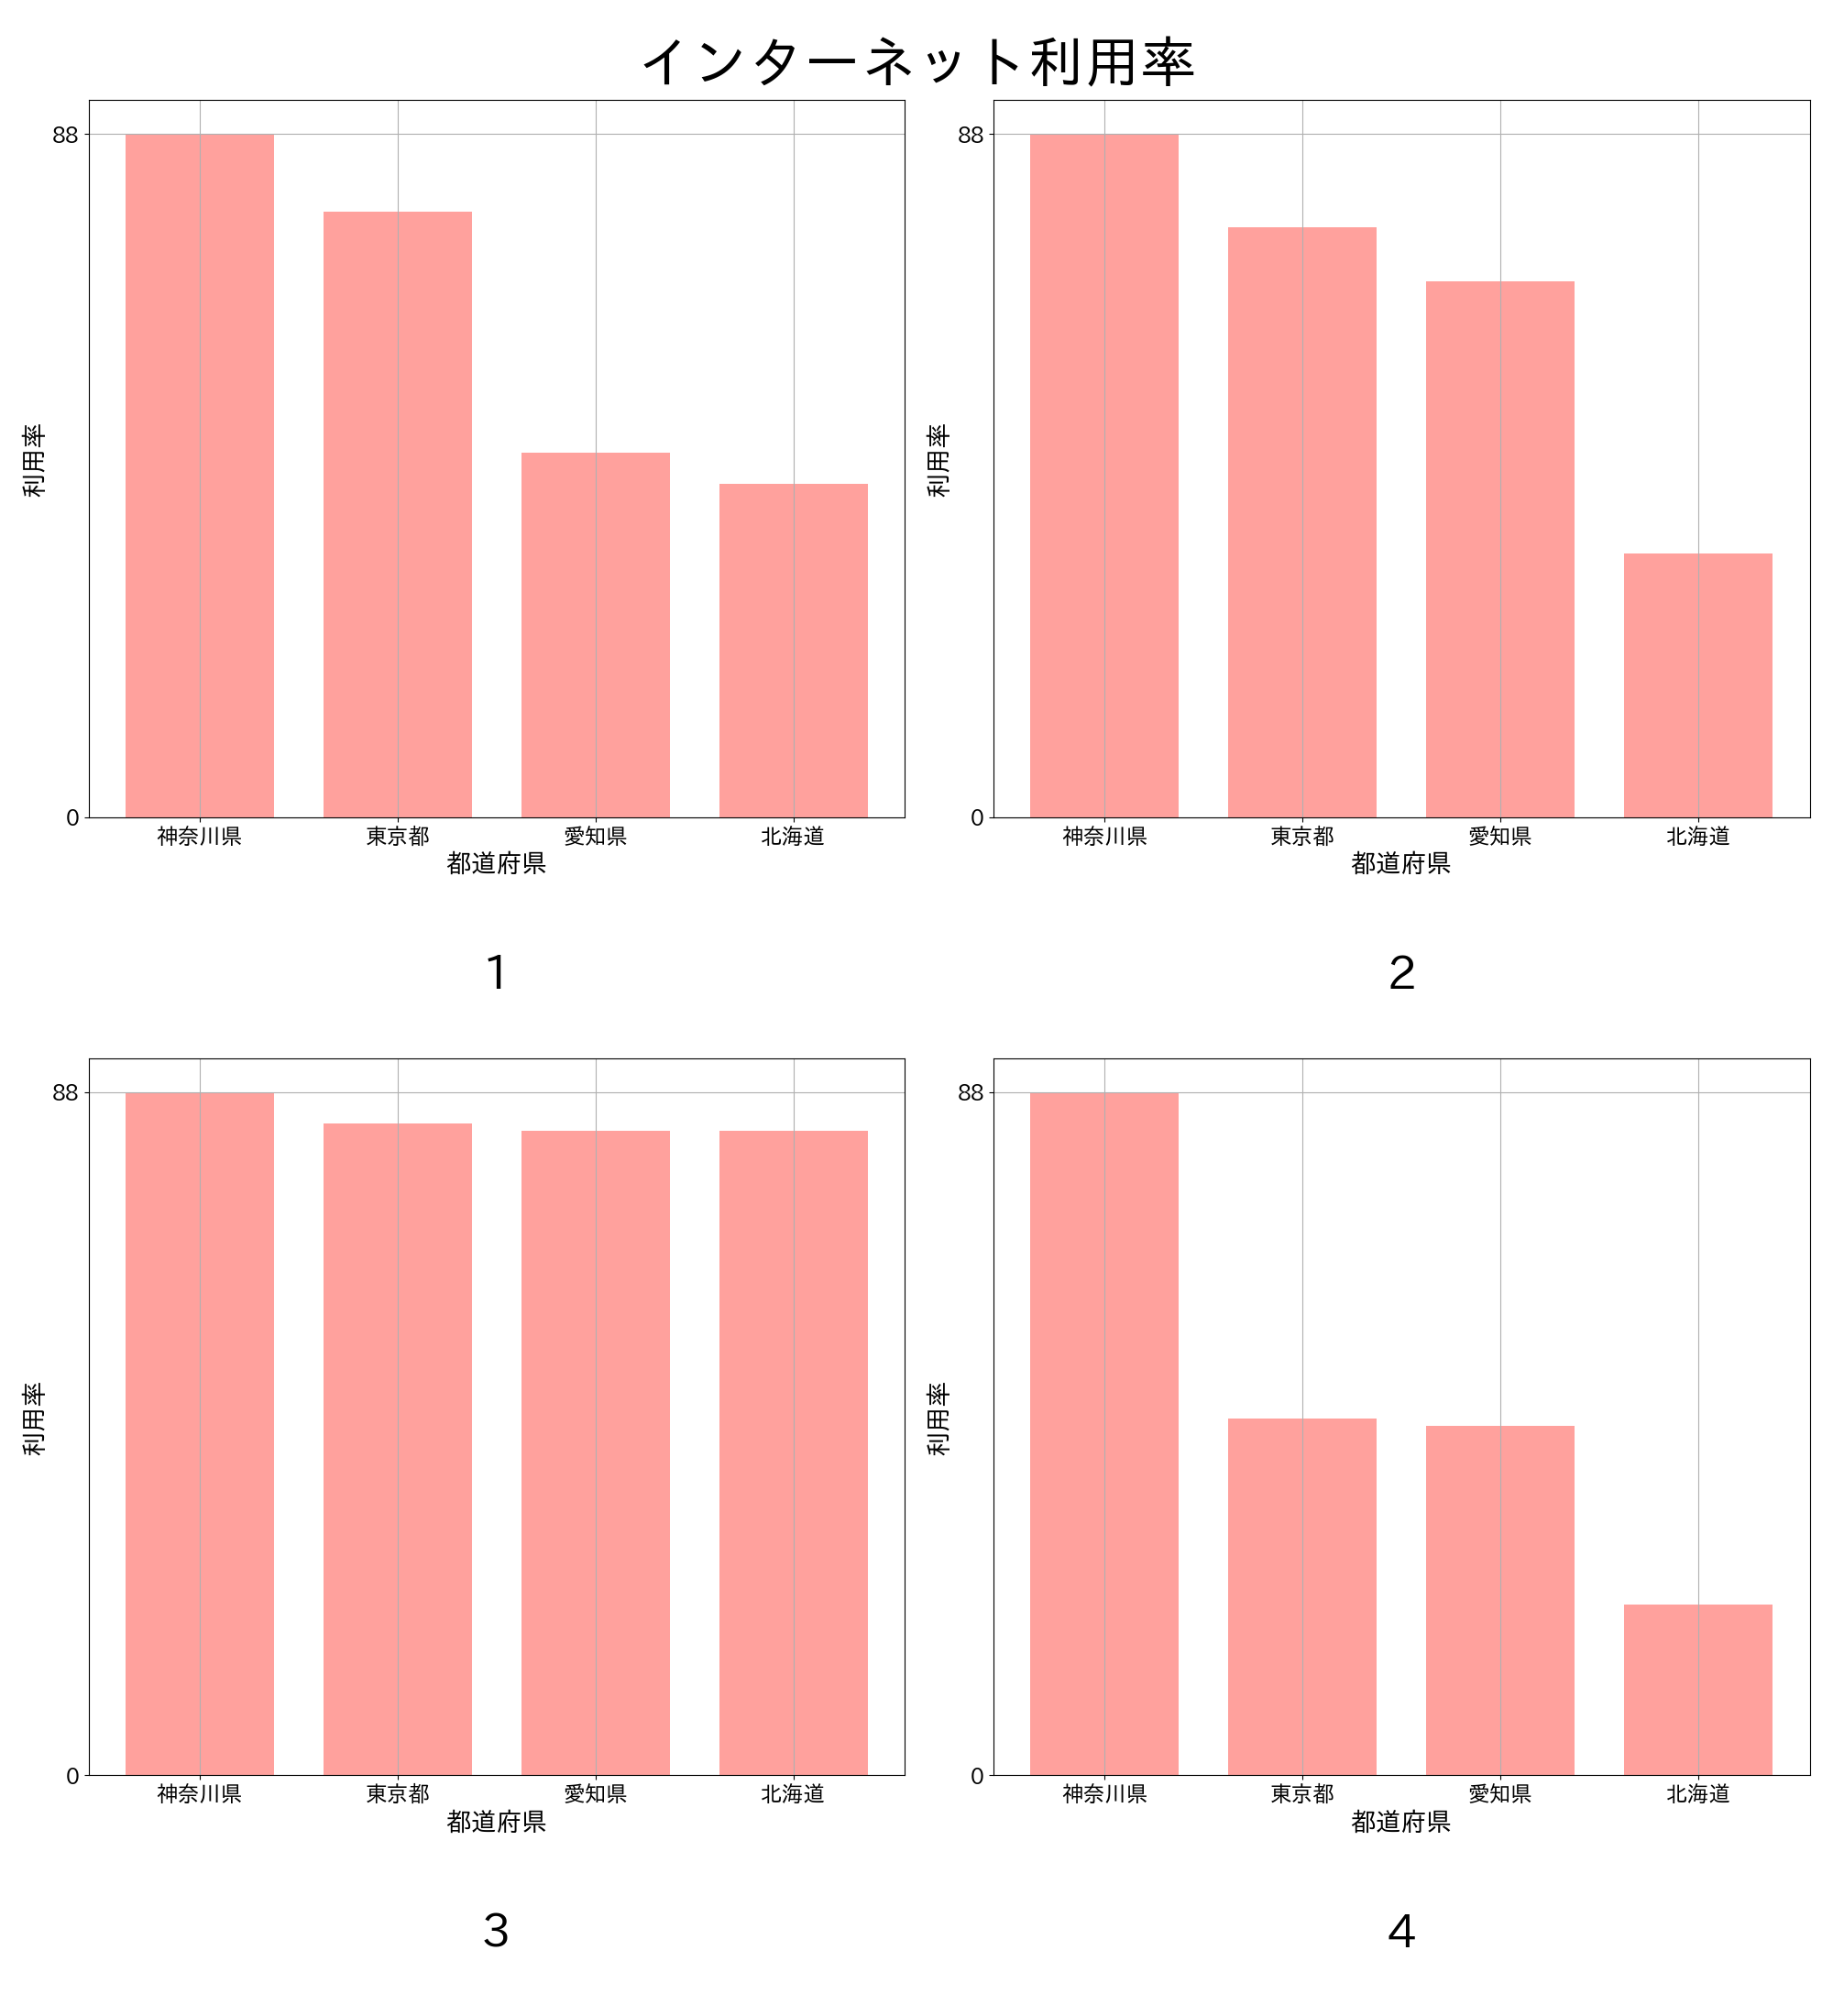 インターネット利用率
88
0
利用率
神奈川県 東京都 愛知県 北海道
都道府県
1
88
0
利用率
神奈川県 東京都 愛知県 北海道
都道府県
2
88
0
利用率
神奈川県 東京都 愛知県 北海道
都道府県
3
88
0
利用率
神奈川県 東京都 愛知県 北海道
都道府県
4